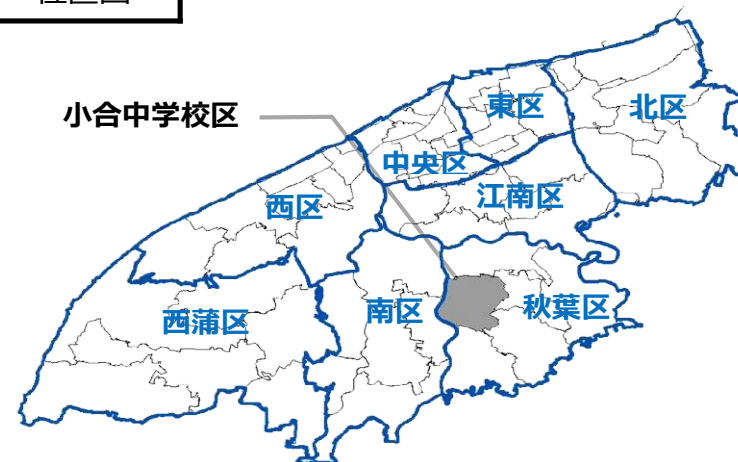 位置図
小合中学校区
東区
北区
中央区
江南区
西区
秋葉区
南区
西蒲区